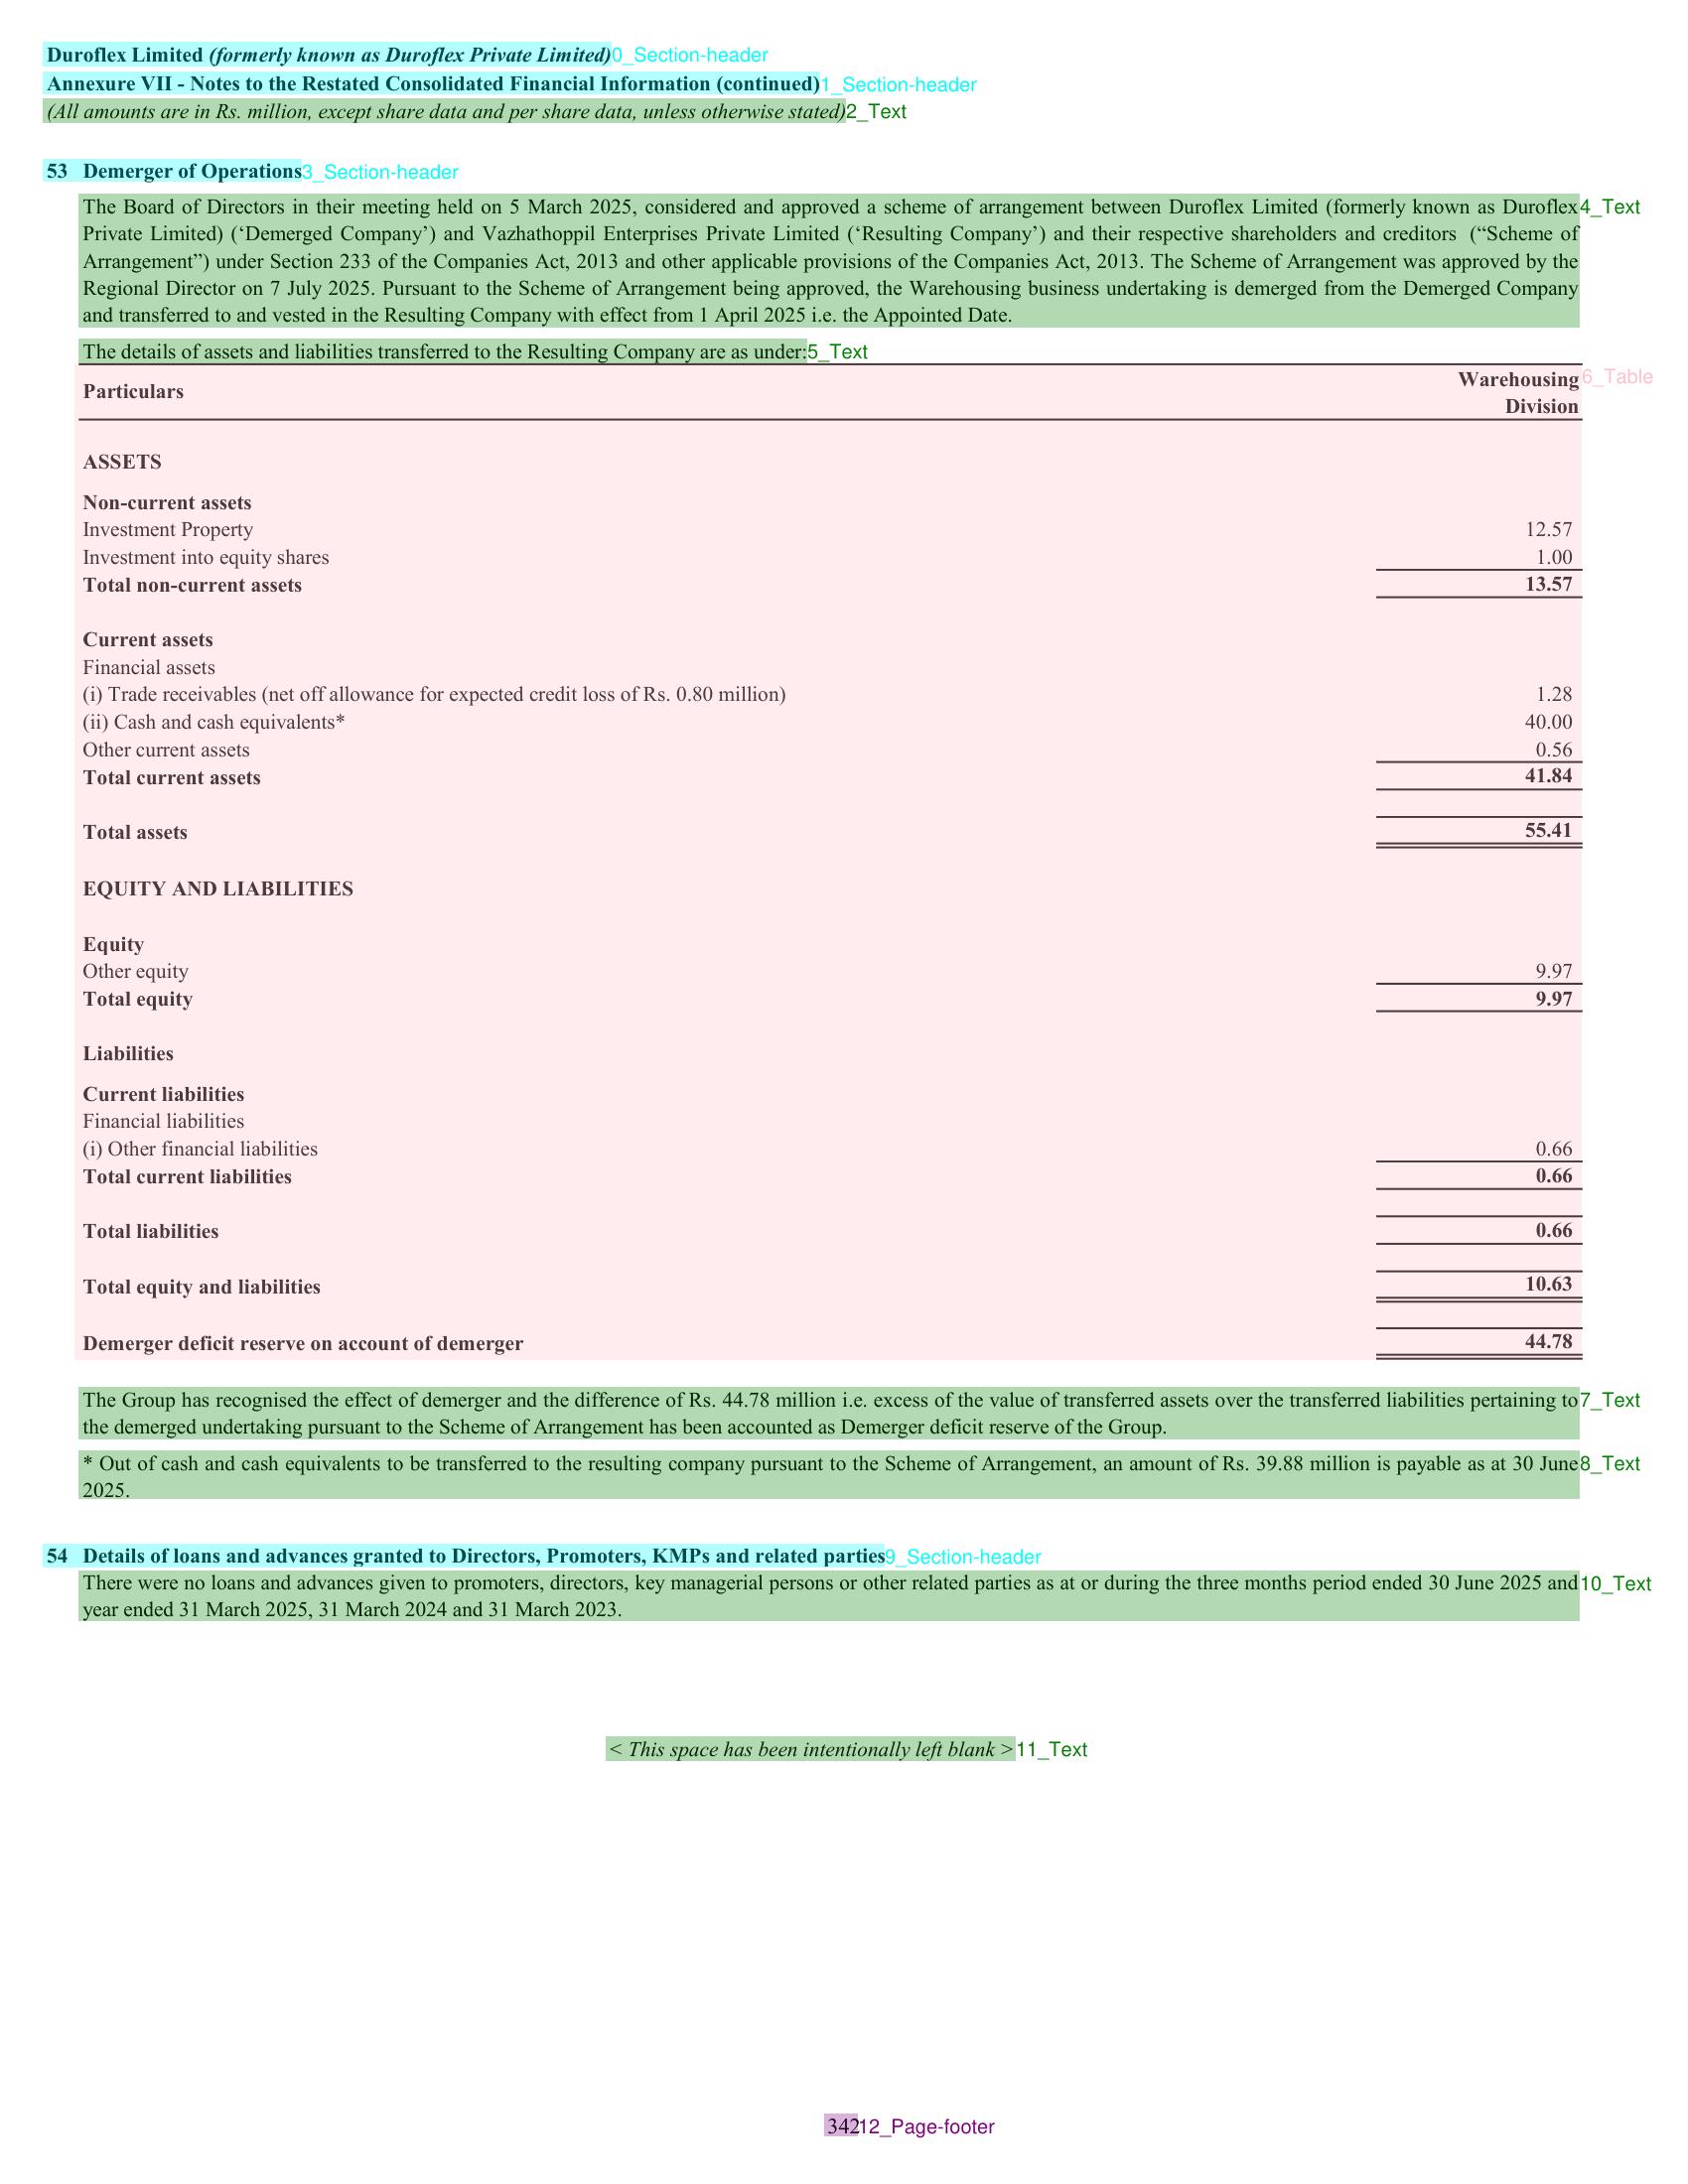 Duroflex Limited (formerly known as Duroflex Private Limited)0_Section-header
Annexure VII - Notes to the Restated Consolidated Financial Information (continued)1_Section-header
(All amounts are in Rs. million, except share data and per share data, unless otherwise stated)2_Text
53 Demerger of Operations3_Section-header
The Board of Directors in their meeting held on 5 March 2025, considered and approved a scheme of arrangement between Duroflex Limited (formerly known as Duroflex4_Text
Private Limited) (‘Demerged Company’) and Vazhathoppil Enterprises Private Limited (‘Resulting Company’) and their respective shareholders and creditors (“Scheme of
Arrangement”) under Section 233 of the Companies Act, 2013 and other applicable provisions of the Companies Act, 2013. The Scheme of Arrangement was approved by the
Regional Director on 7 July 2025. Pursuant to the Scheme of Arrangement being approved, the Warehousing business undertaking is demerged from the Demerged Company
and transferred to and vested in the Resulting Company with effect from 1 April 2025 i.e. the Appointed Date.
The details of assets and liabilities transferred to the Resulting Company are as under:5_Text
Particulars Warehousing Division 6_Table
ASSETS
Non-current assets
Investment Property 12.57
Investment into equity shares 1.00
Total non-current assets 13.57
Current assets
Financial assets
(i) Trade receivables (net off allowance for expected credit loss of Rs. 0.80 million) 1.28
(ii) Cash and cash equivalents* 40.00
Other current assets 0.56
Total current assets 41.84
Total assets 55.41
EQUITY AND LIABILITIES
Equity
Other equity 9.97
Total equity 9.97
Liabilities
Current liabilities
Financial liabilities
(i) Other financial liabilities 0.66
Total current liabilities 0.66
Total liabilities 0.66
Total equity and liabilities 10.63
Demerger deficit reserve on account of demerger 44.78
The Group has recognised the effect of demerger and the difference of Rs. 44.78 million i.e. excess of the value of transferred assets over the transferred liabilities pertaining to7_Text
the demerged undertaking pursuant to the Scheme of Arrangement has been accounted as Demerger deficit reserve of the Group.
* Out of cash and cash equivalents to be transferred to the resulting company pursuant to the Scheme of Arrangement, an amount of Rs. 39.88 million is payable as at 30 June8_Text
2025.
54 Details of loans and advances granted to Directors, Promoters, KMPs and related parties9_Section-header
There were no loans and advances given to promoters, directors, key managerial persons or other related parties as at or during the three months period ended 30 June 2025 and10_Text
year ended 31 March 2025, 31 March 2024 and 31 March 2023.
< This space has been intentionally left blank >11_Text
34212_Page-footer